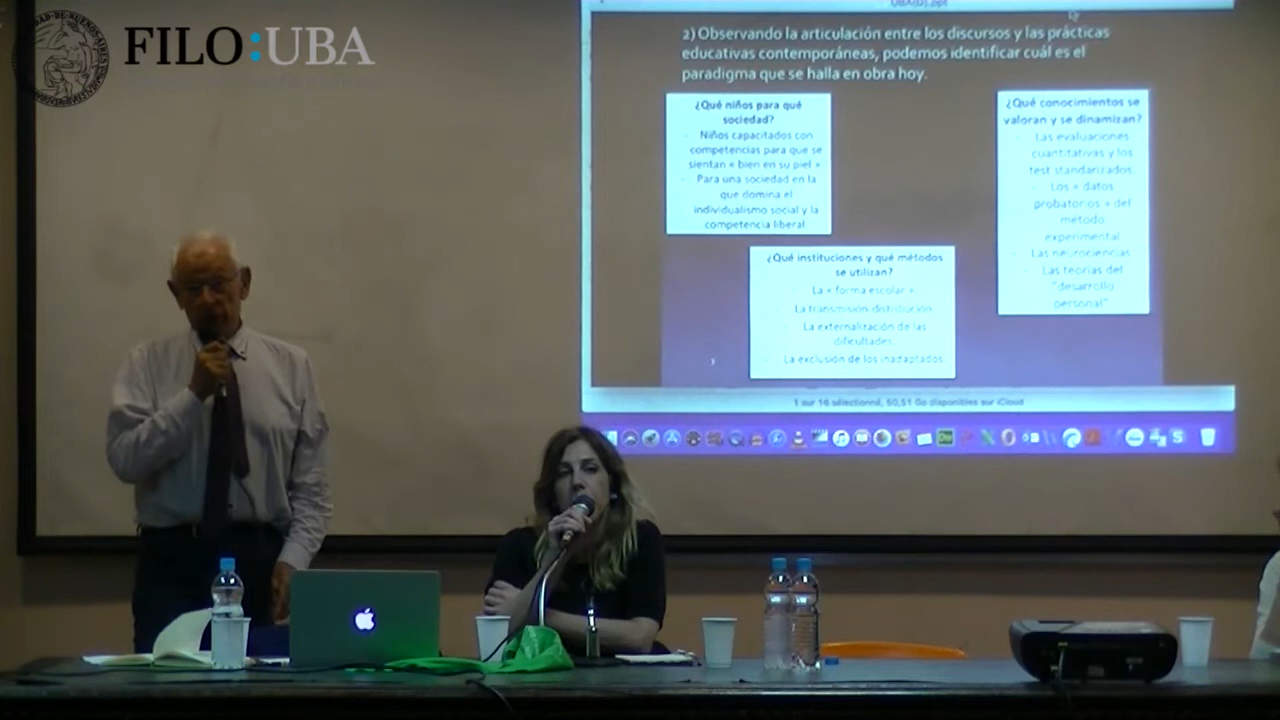 FILO:UBA
UBA(D).ppt
2) Observando la articulación entre los discursos y las prácticas
educativas contemporáneas, podemos identificar cuál es el
paradigma que se halla en obra hoy.
¿Qué niños para qué
sociedad?
- Niños capacitados con
competencias para que se
sientan « bien en su piel »
- Para una sociedad en la
que domina el
individualismo social y la
competencia liberal
¿Qué instituciones y qué métodos
se utilizan?
- La « forma escolar ».
La transmisión-distribución.
- La externalización de las
dificultades.
- La exclusión de los inadaptados.
¿Qué conocimientos se
valoran y se dinamizan?
- Las evaluaciones
cuantitativas y los
test standarizados.
- Los « datos
probatorios » del
método
experimental
- Las neurociencias
- Las teorías del
"desarrollo
personal"
3
1 sur 16 sélectionné, 50,51 Go disponibles sur iCloud